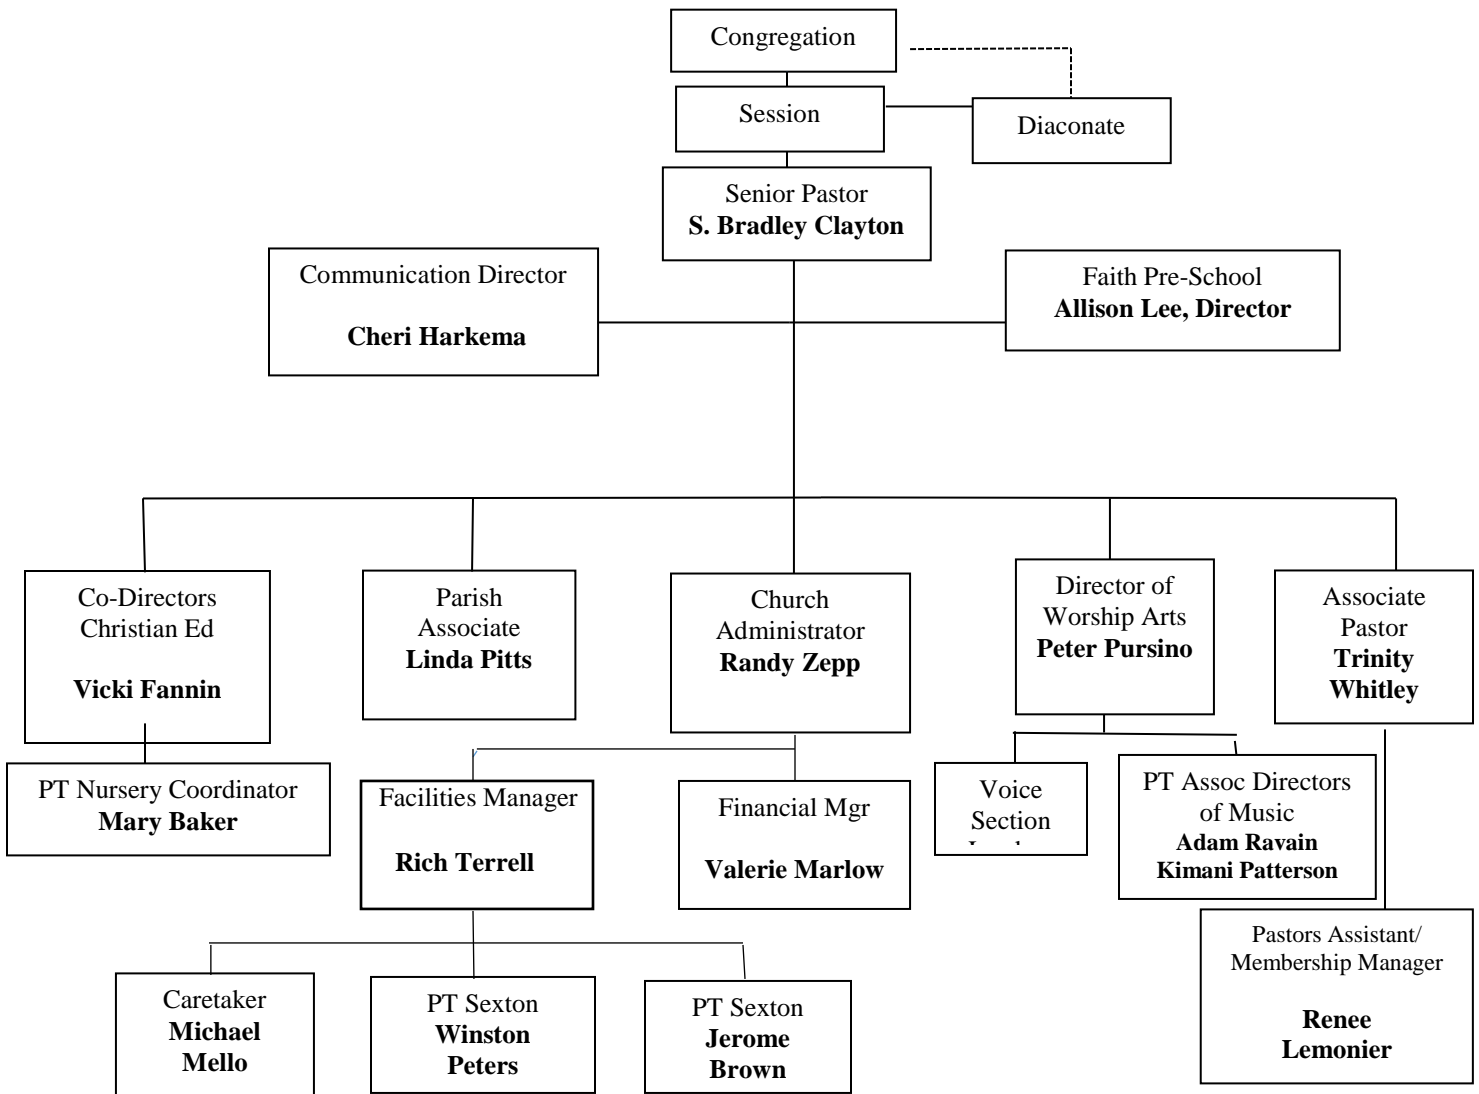 Congregation
Session
Diaconate
Senior Pastor
S. Bradley Clayton
Communication Director
Cheri Harkema
Faith Pre-School
Allison Lee, Director
Co-Directors
Christian Ed
Vicki Fannin
Parish
Associate
Linda Pitts
Church
Administrator
Randy Zepp
Director of
Worship Arts
Peter Pursino
Associate
Pastor
Trinity
Whitley
PT Nursery Coordinator
Mary Baker
Facilities Manager
Rich Terrell
Financial Mgr
Valerie Marlow
Voice
Section
PT Assoc Directors
of Music
Adam Ravain
Kimani Patterson
Pastors Assistant/
Membership Manager
Renee
Lemonier
Caretaker
Michael
Mello
PT Sexton
Winston
Peters
PT Sexton
Jerome
Brown